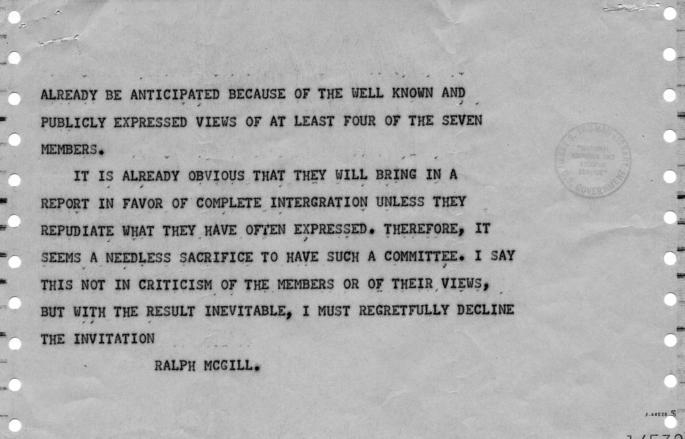 ALREADY BE ANTICIPATED BECAUSE OF THE WELL KNOWN AND
PUBLICLY EXPRESSED VIEWS OF AT LEAST FOUR OF THE SEVEN
MEMBERS.
IT IS ALREADY OBVIOUS THAT THEY WILL BRING IN A
REPORT IN FAVOR OF COMPLETE INTERGRATION UNLESS THEY
REPUDIATE WHAT THEY HAVE OFTEN EXPRESSED. THEREFORE, IT
SEEMS A NEEDLESS SACRIFICE TO HAVE SUCH A COMMITTEE. I SAY
THIS NOT IN CRITICISM OF THE MEMBERS OR OF THEIR VIEWS,
BUT WITH THE RESULT INEVITABLE, I MUST REGRETFULLY DECLINE
THE INVITATION
RALPH MCGILL.
HARRY S. TRUMAN LIBRARY
U.S. GOVERNMENT